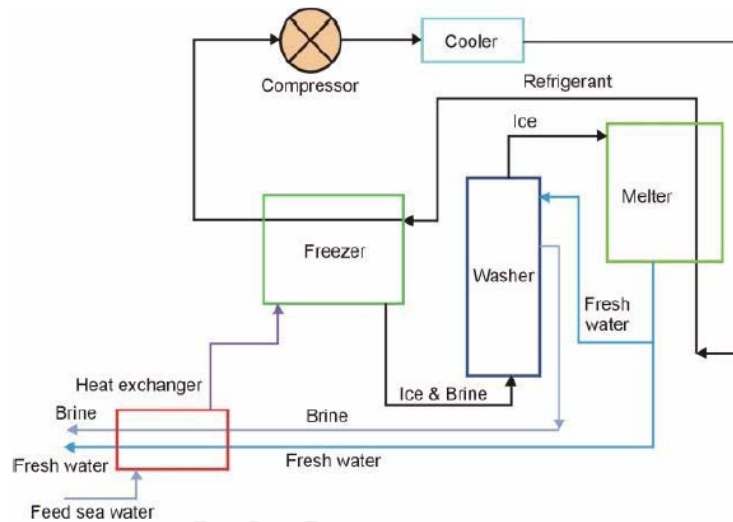 Cooler
Compressor
Refrigerant
Ice
Melter
Freezer
Washer
Fresh
water
Heat exchanger
Ice & Brine
Brine
Brine
Fresh water
Fresh water
Feed sea water